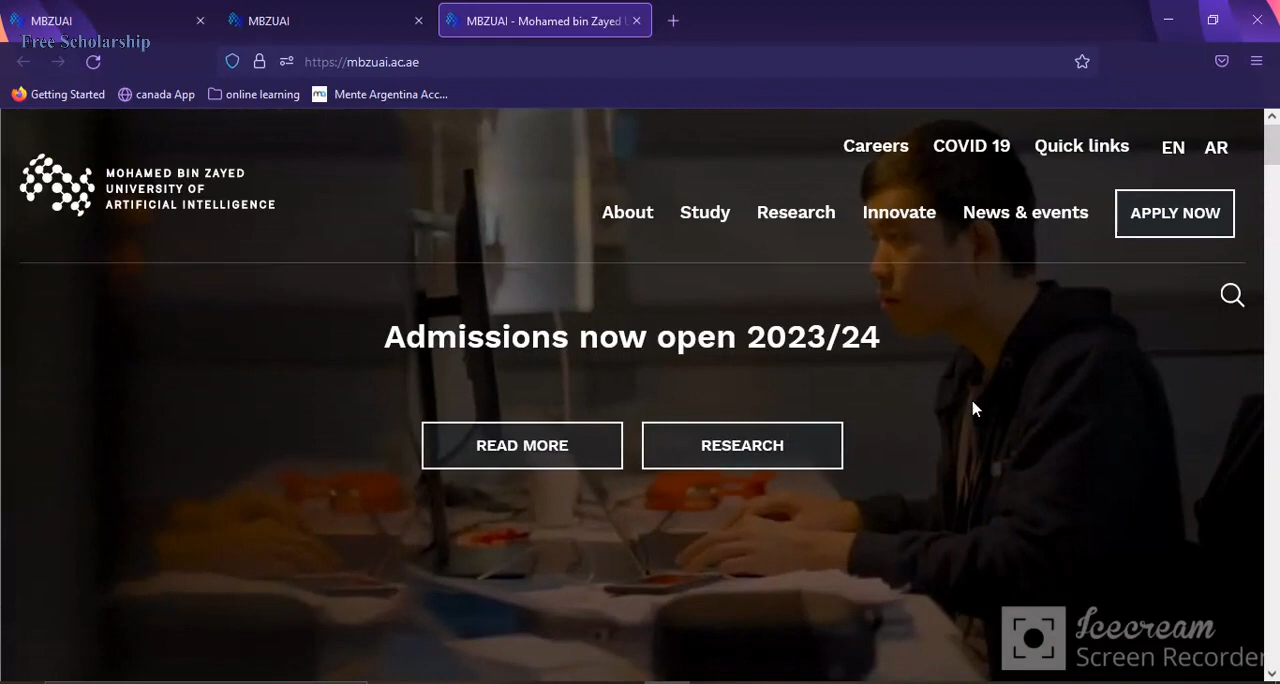 MBZUAI
MBZUAI
MBZUAI - Mohamed bin Zayed
Free Scholarship
https://mbzuai.ac.ae
Getting Started
canada App
online learning
Mente Argentina Acc...
Careers
COVID 19
Quick links
EN
AR
MOHAMED BIN ZAYED
UNIVERSITY OF
ARTIFICIAL INTELLIGENCE
About
Study
Research
Innovate
News & events
APPLY NOW
Admissions now open 2023/24
READ MORE
RESEARCH
Icecream
Screen Recorder